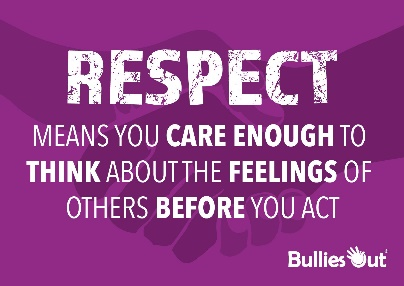 RESPECT
MEANS YOU CARE ENOUGH TO
THINK ABOUT THE FEELINGS OF
OTHERS BEFORE YOU ACT
BulliesOut